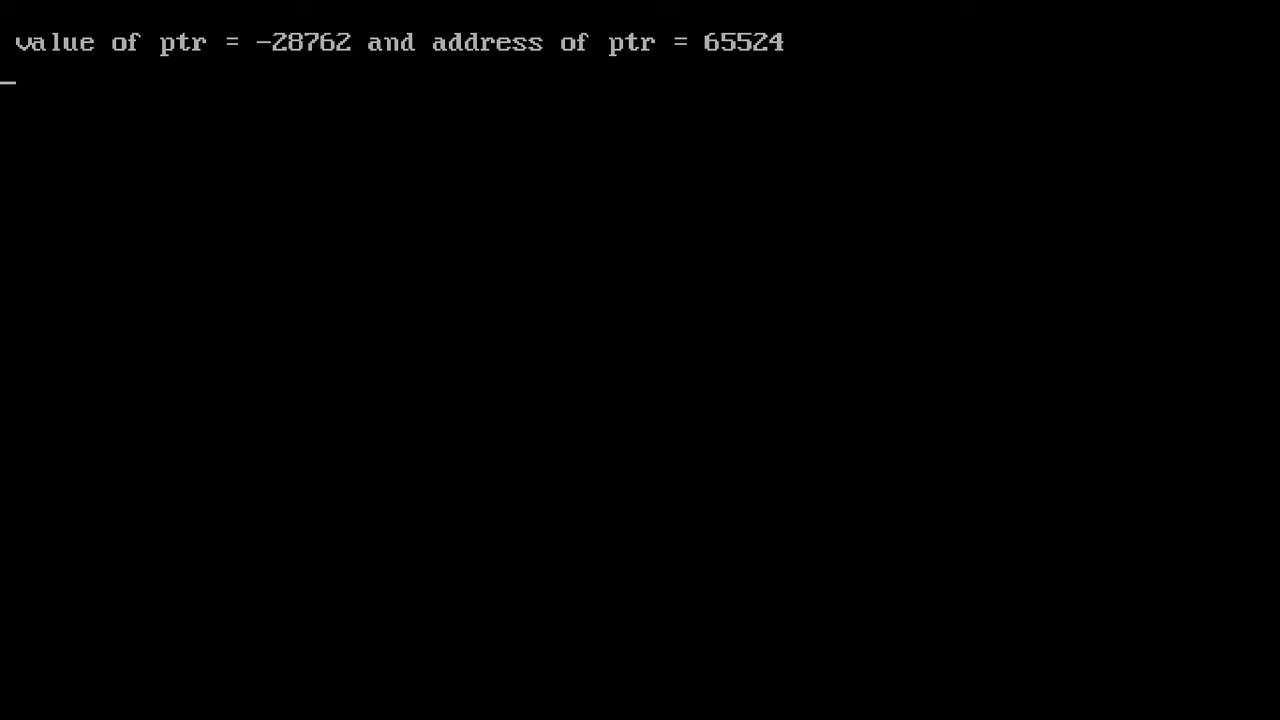 value of ptr = -28762 and address of ptr = 65524